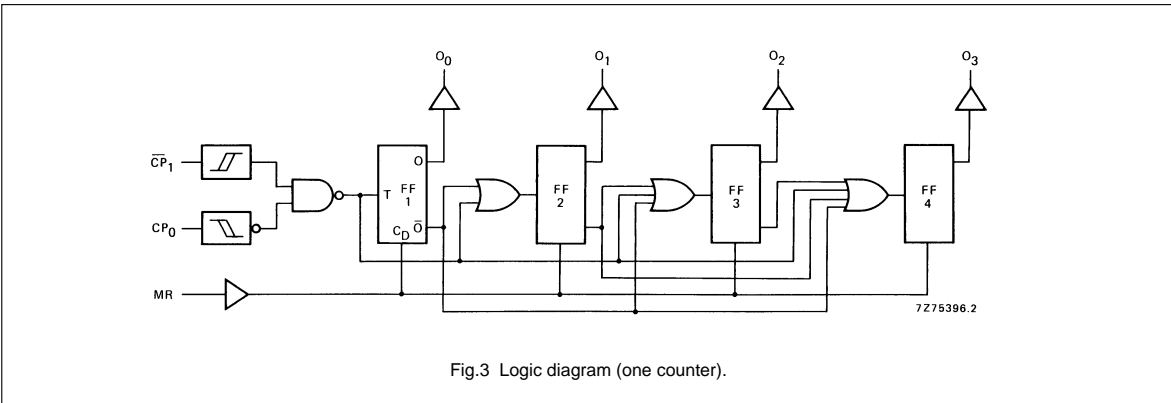 O0 O1 O2 O3
CP1
CP0
MR
T FF 1 O
CD O
FF 2
FF 3
FF 4
7Z75396.2
Fig.3 Logic diagram (one counter).